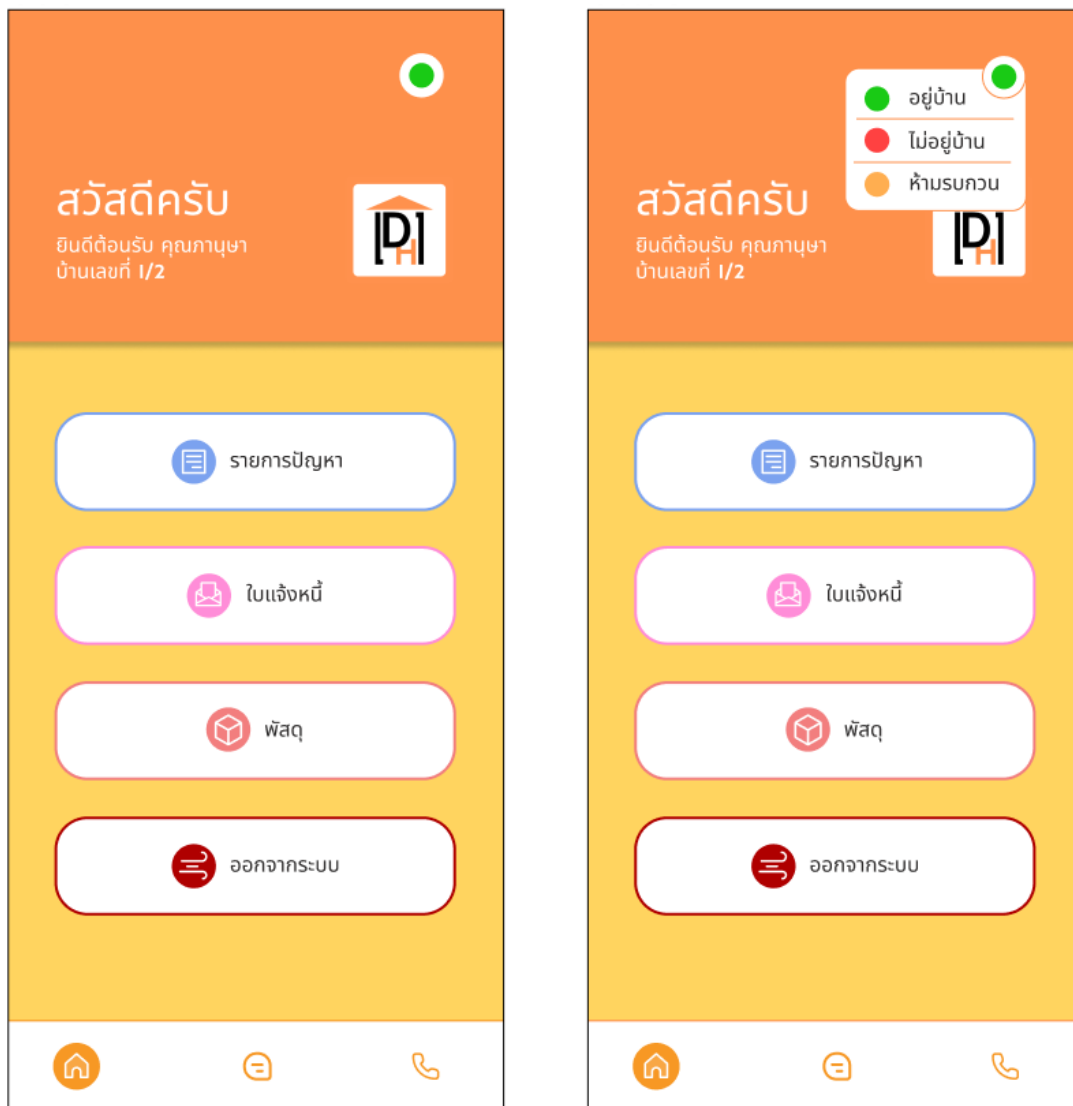 สวัสดีครับ
ยินดีต้อนรับ คุณภานุษา
บ้านเลขที่ 1/2
DH
รายการปัญหา
ใบแจ้งหนี้
พัสดุ
ออกจากระบบ
อยู่บ้าน
ไม่อยู่บ้าน
ห้ามรบกวน
สวัสดีครับ
ยินดีต้อนรับ คุณภานุษา
บ้านเลขที่ 1/2
DH
รายการปัญหา
ใบแจ้งหนี้
พัสดุ
ออกจากระบบ